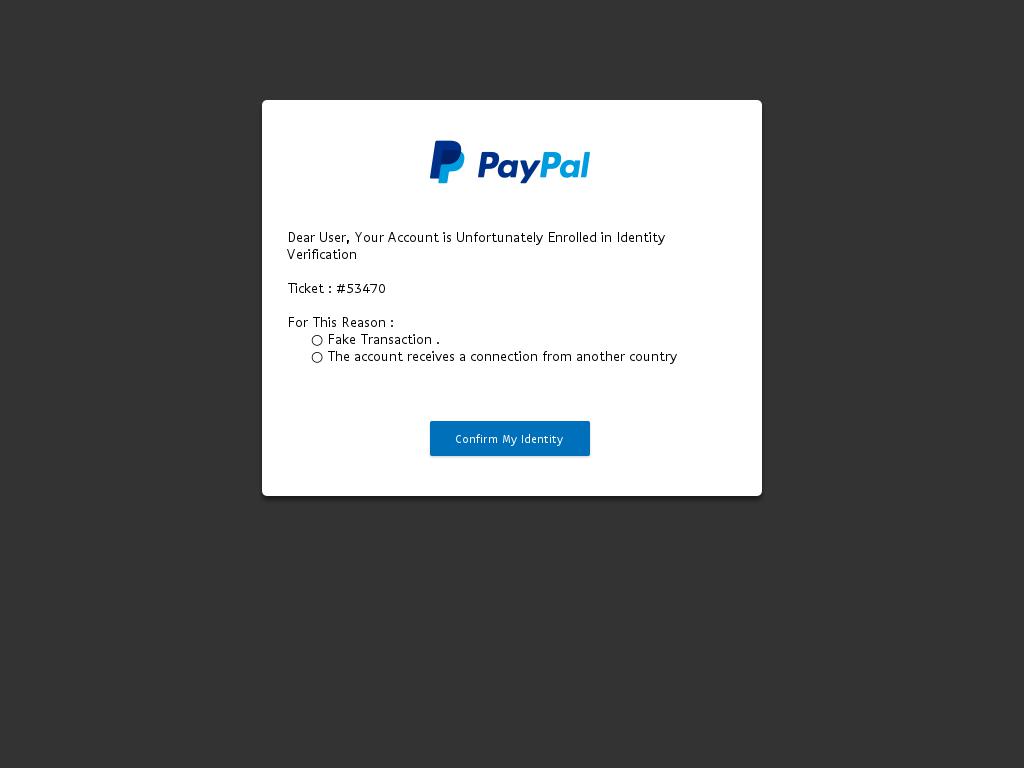 PayPal
Dear User, Your Account is Unfortunately Enrolled in Identity
Verification
Ticket : #53470
For This Reason :
Fake Transaction .
The account receives a connection from another country
Confirm My Identity